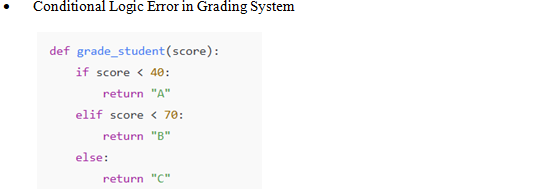 • Conditional Logic Error in Grading System
def grade_student(score):
    if score < 40:
        return "A"
    elif score < 70:
        return "B"
    else:
        return "C"